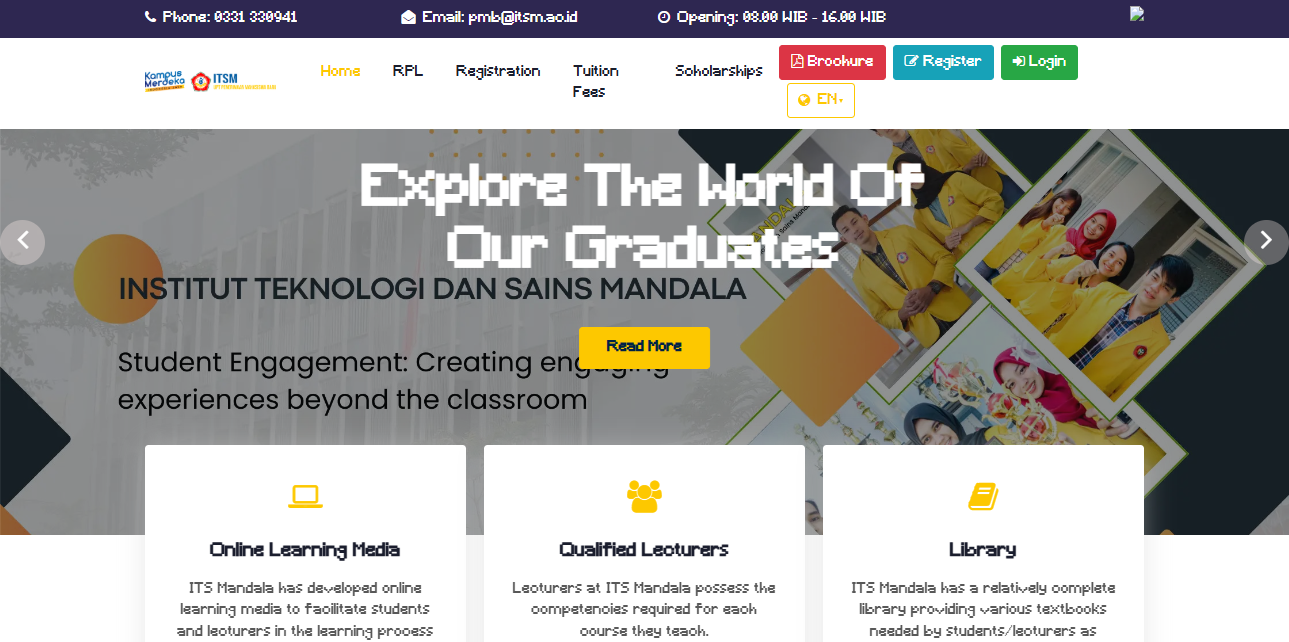 Phone: 0331 330941
Email: pmb@itsm.ac.id
Opening: 08.00 WIB - 16.00 WIB
Kampus
Merdeka
ITSM
Home
RPL
Registration
Tuition
Fees
Scholarships
Brochure
Register
Login
EN
Explore The World Of
Our Graduates
INSTITUT TEKNOLOGI DAN SAINS MANDALA
Read More
Student Engagement: Creating engaging
experiences beyond the classroom
Online Learning Media
ITS Mandala has developed online
learning media to facilitate students
and lecturers in the learning process
Qualified Lecturers
Lecturers at ITS Mandala possess the
competencies required for each
course they teach.
Library
ITS Mandala has a relatively complete
library providing various textbooks
needed by students/lecturers as